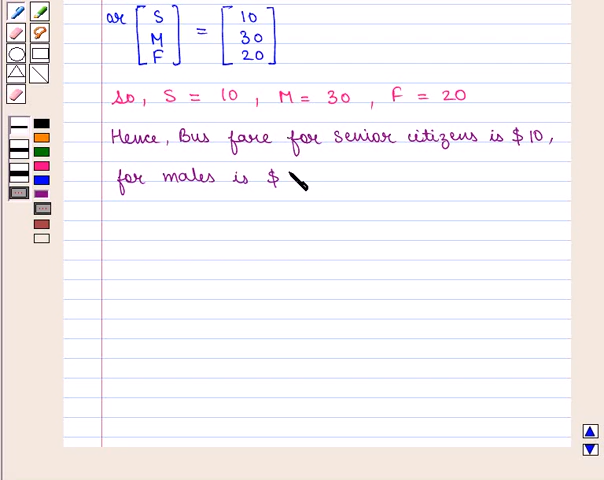 or [S M F] = [10 30 20]
So, S = 10, M = 30, F = 20
Hence, Bus fare for senior citizens is $10,
for males is $